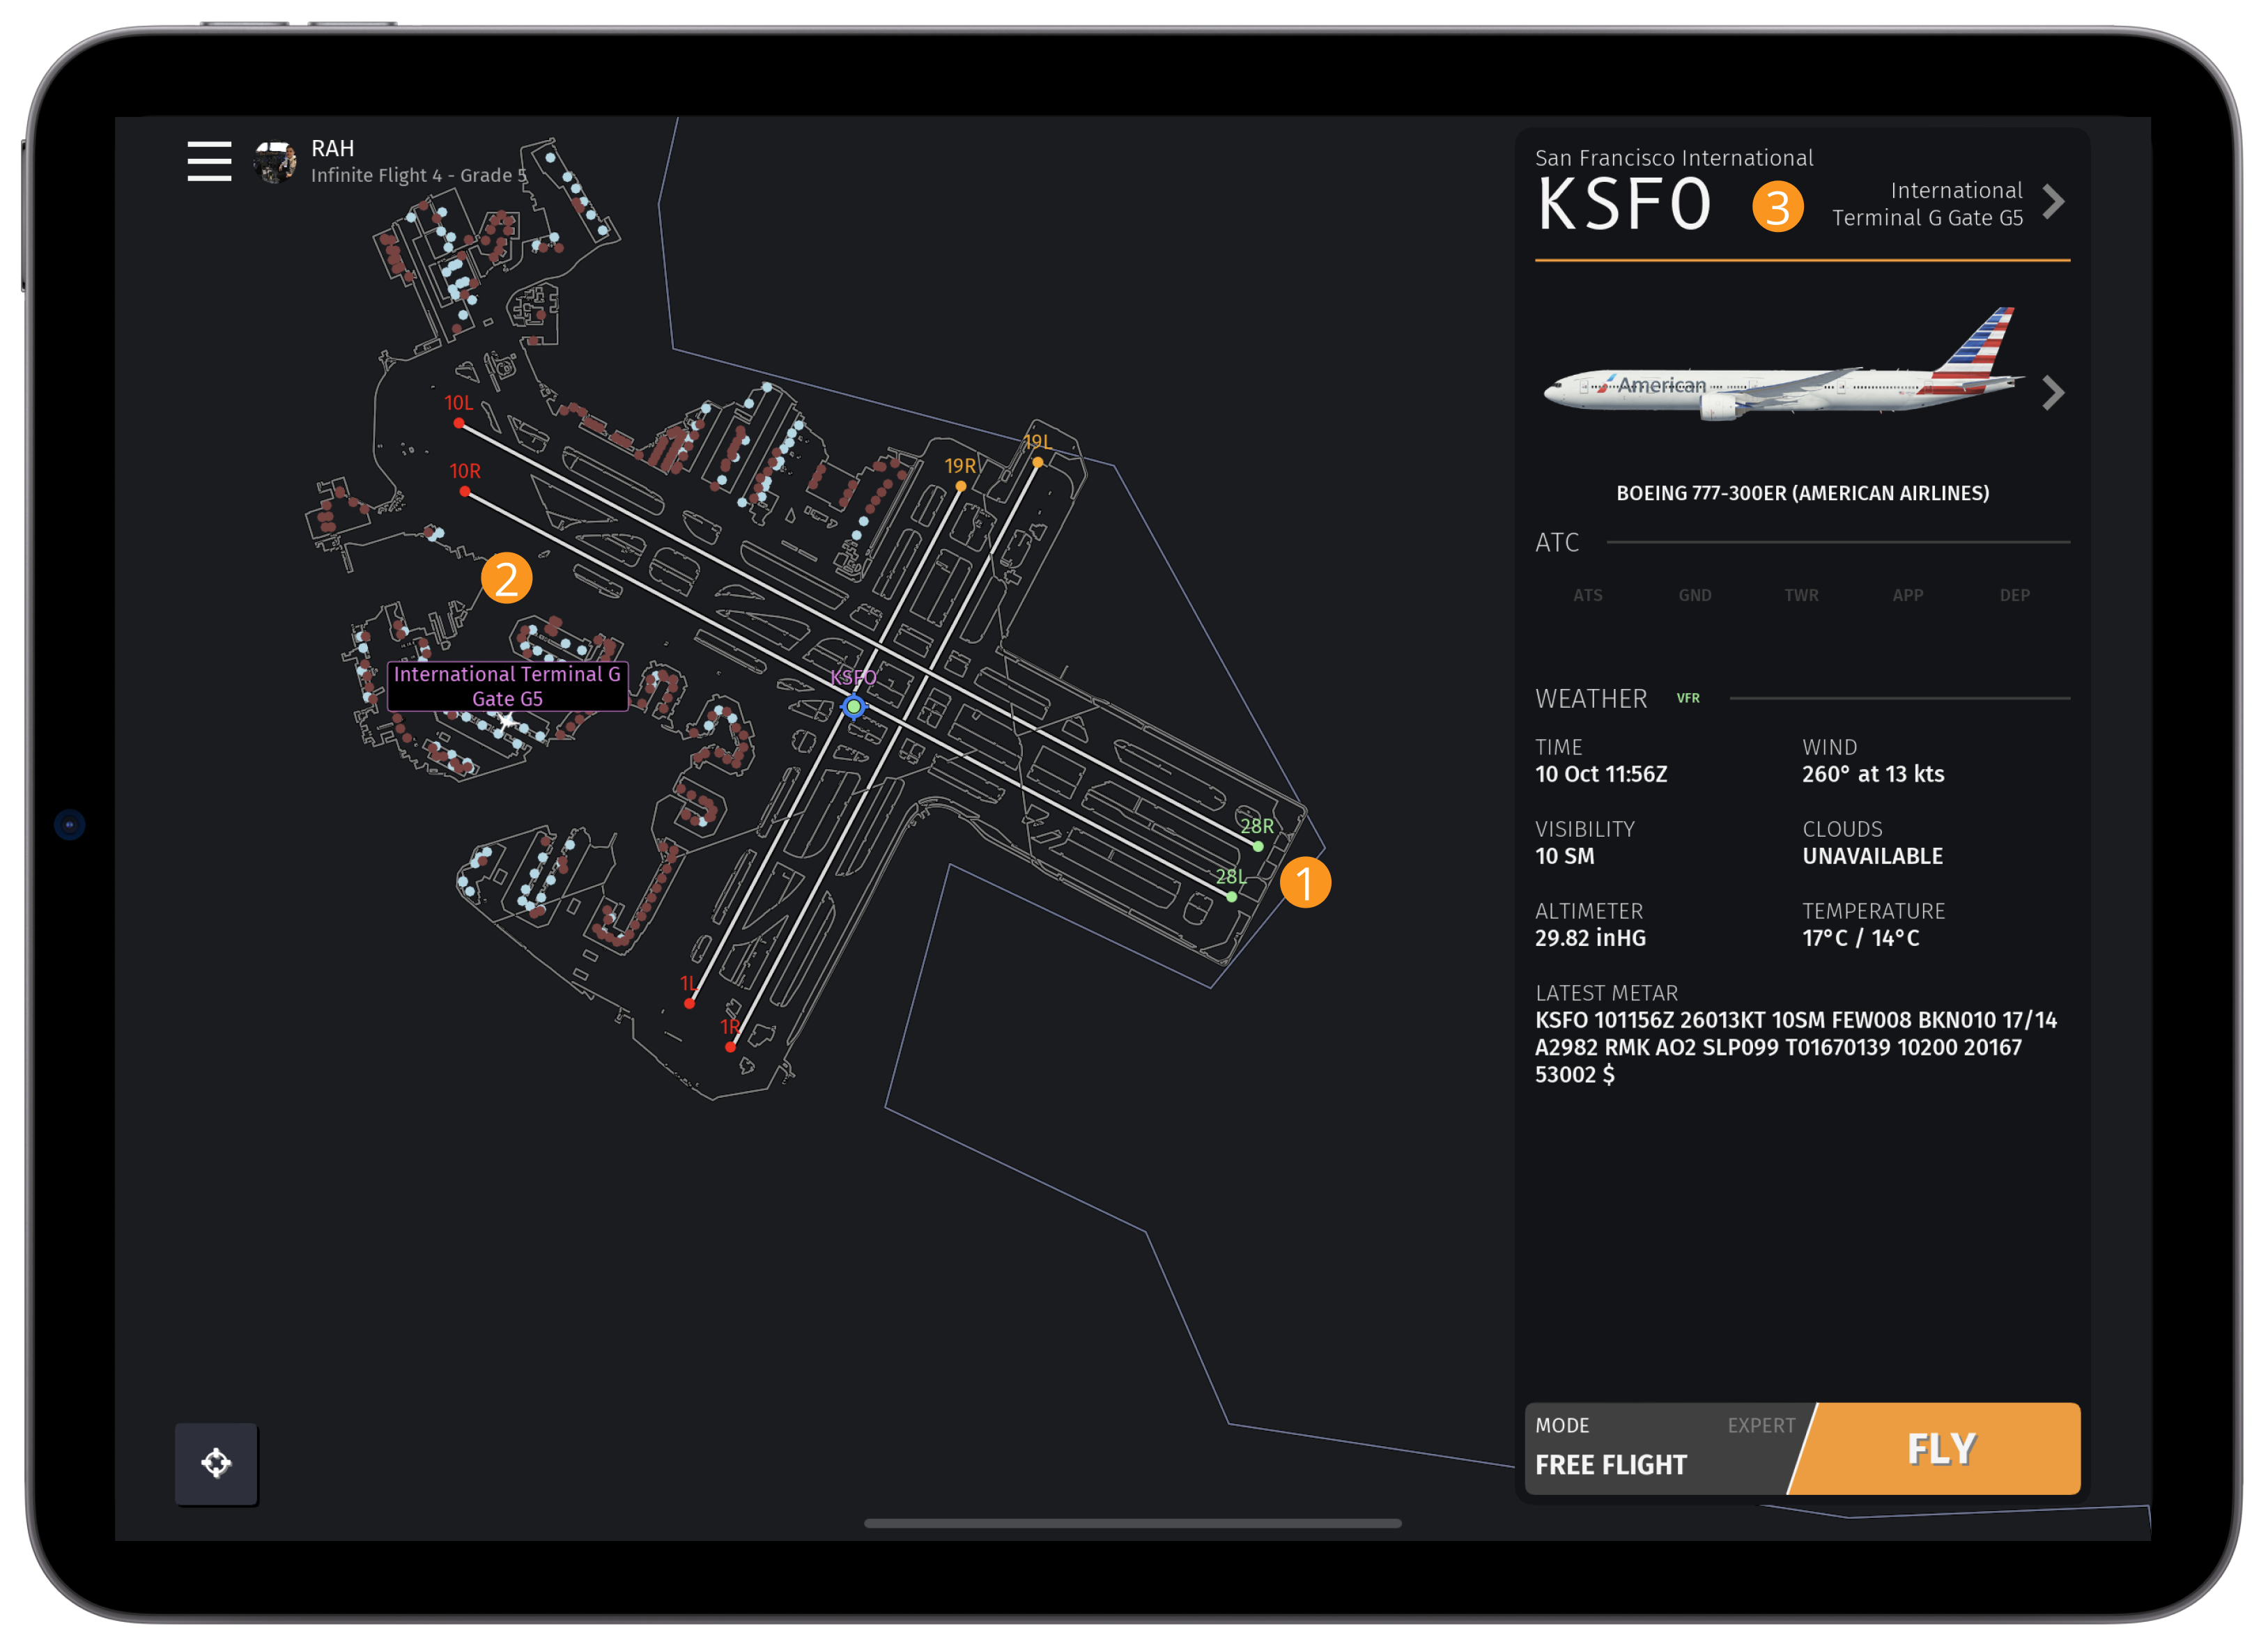 RAH
Infinite Flight 4 - Grade 5
10L
10R
19R
19L
2
International Terminal G
Gate G5
KSFO
28R
28L
1
1L
1R
San Francisco International
KSFO
3
International
Terminal G Gate G5
American
BOEING 777-300ER (AMERICAN AIRLINES)
ATC
ATS GND TWR APP DEP
WEATHER VFR
TIME WIND
10 Oct 11:56Z 260° at 13 kts
VISIBILITY CLOUDS
10 SM UNAVAILABLE
ALTIMETER TEMPERATURE
29.82 inHG 17°C / 14°C
LATEST METAR
KSFO 101156Z 26013KT 10SM FEW008 BKN010 17/14
A2982 RMK AO2 SLP099 T01670139 10200 20167
53002 $
MODE EXPERT
FREE FLIGHT
FLY